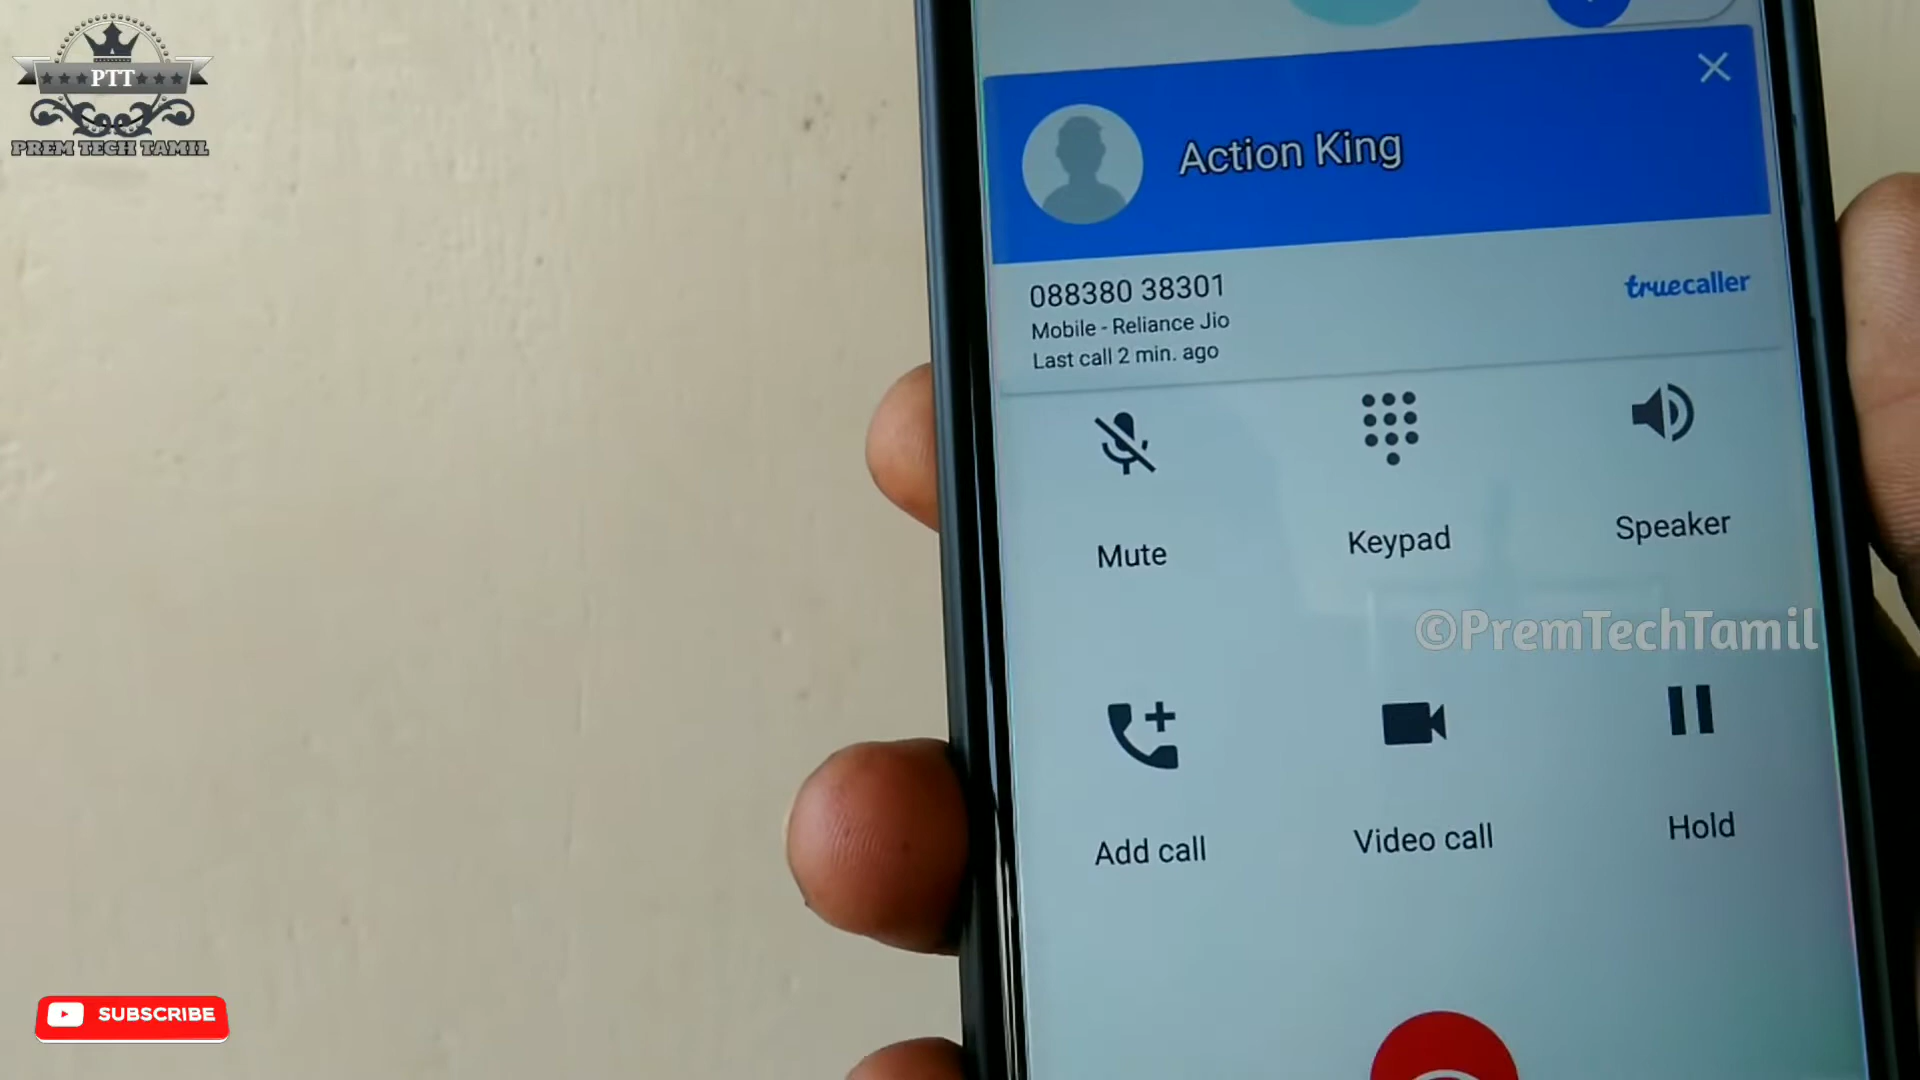 PTT
PREM TECH TAMIL
Action King
088380 38301
Mobile - Reliance Jio
Last call 2 min. ago
truecaller
Mute
Keypad
Speaker
©PremTechTamil
Add call
Video call
Hold
SUBSCRIBE